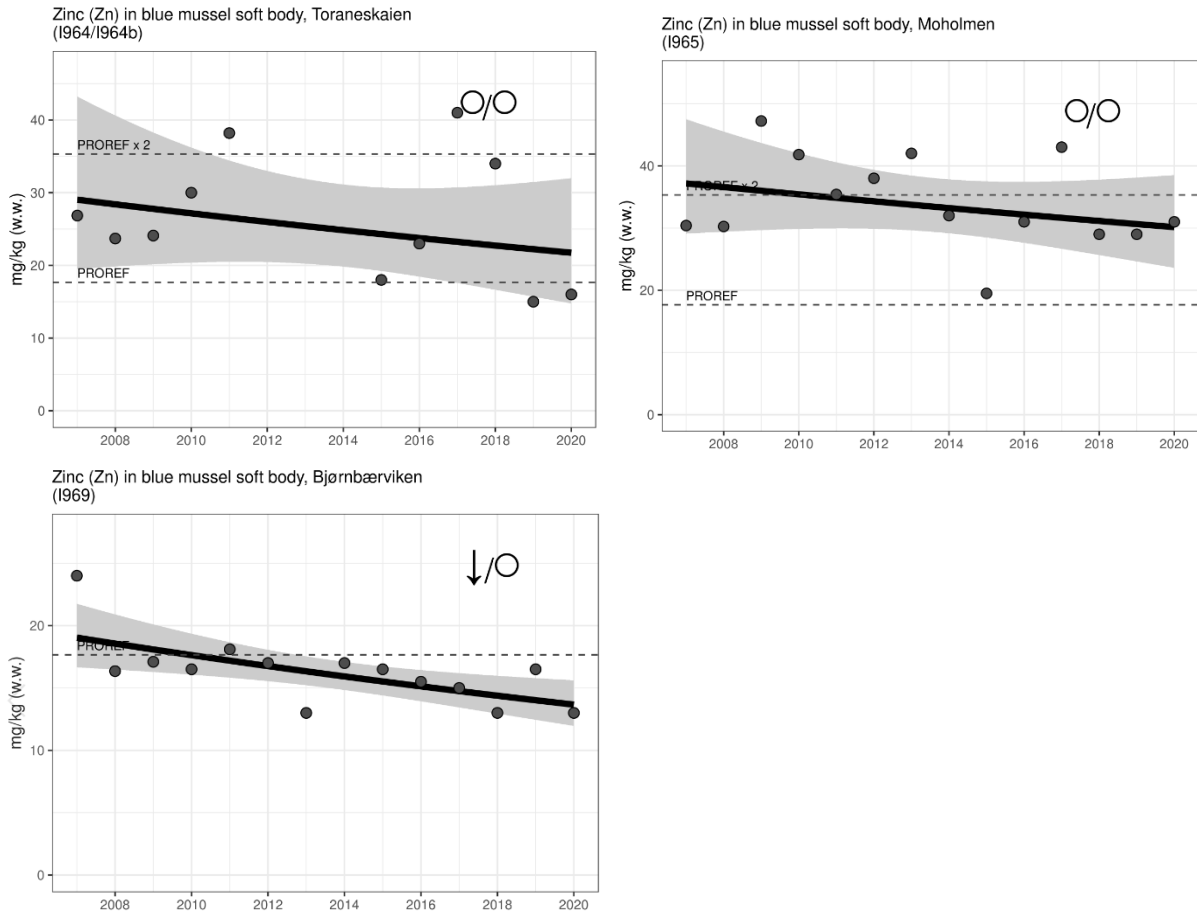 Zinc (Zn) in blue mussel soft body, Toraneskaien
(I964/I964b)
mg/kg (w.w.)
40
30
20
10
0
PROREF x 2
PROREF
○/○
2008 2010 2012 2014 2016 2018 2020
Zinc (Zn) in blue mussel soft body, Moholmen
(I965)
mg/kg (w.w.)
40
20
0
PROREF x 2
PROREF
○/○
2008 2010 2012 2014 2016 2018 2020
Zinc (Zn) in blue mussel soft body, Bjørnbærviken
(I969)
mg/kg (w.w.)
20
10
0
PROREF
↓/○
2008 2010 2012 2014 2016 2018 2020